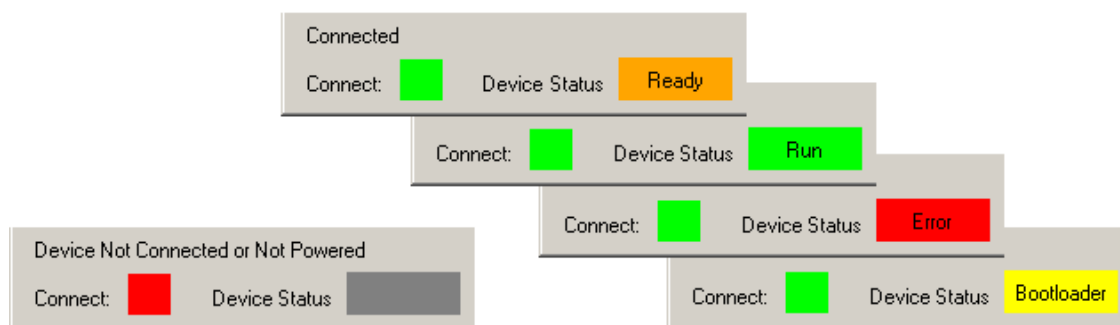 Connected
Connect: Device Status Ready
Connect: Device Status Run
Connect: Device Status Error
Device Not Connected or Not Powered
Connect: Device Status
Connect: Device Status Bootloader